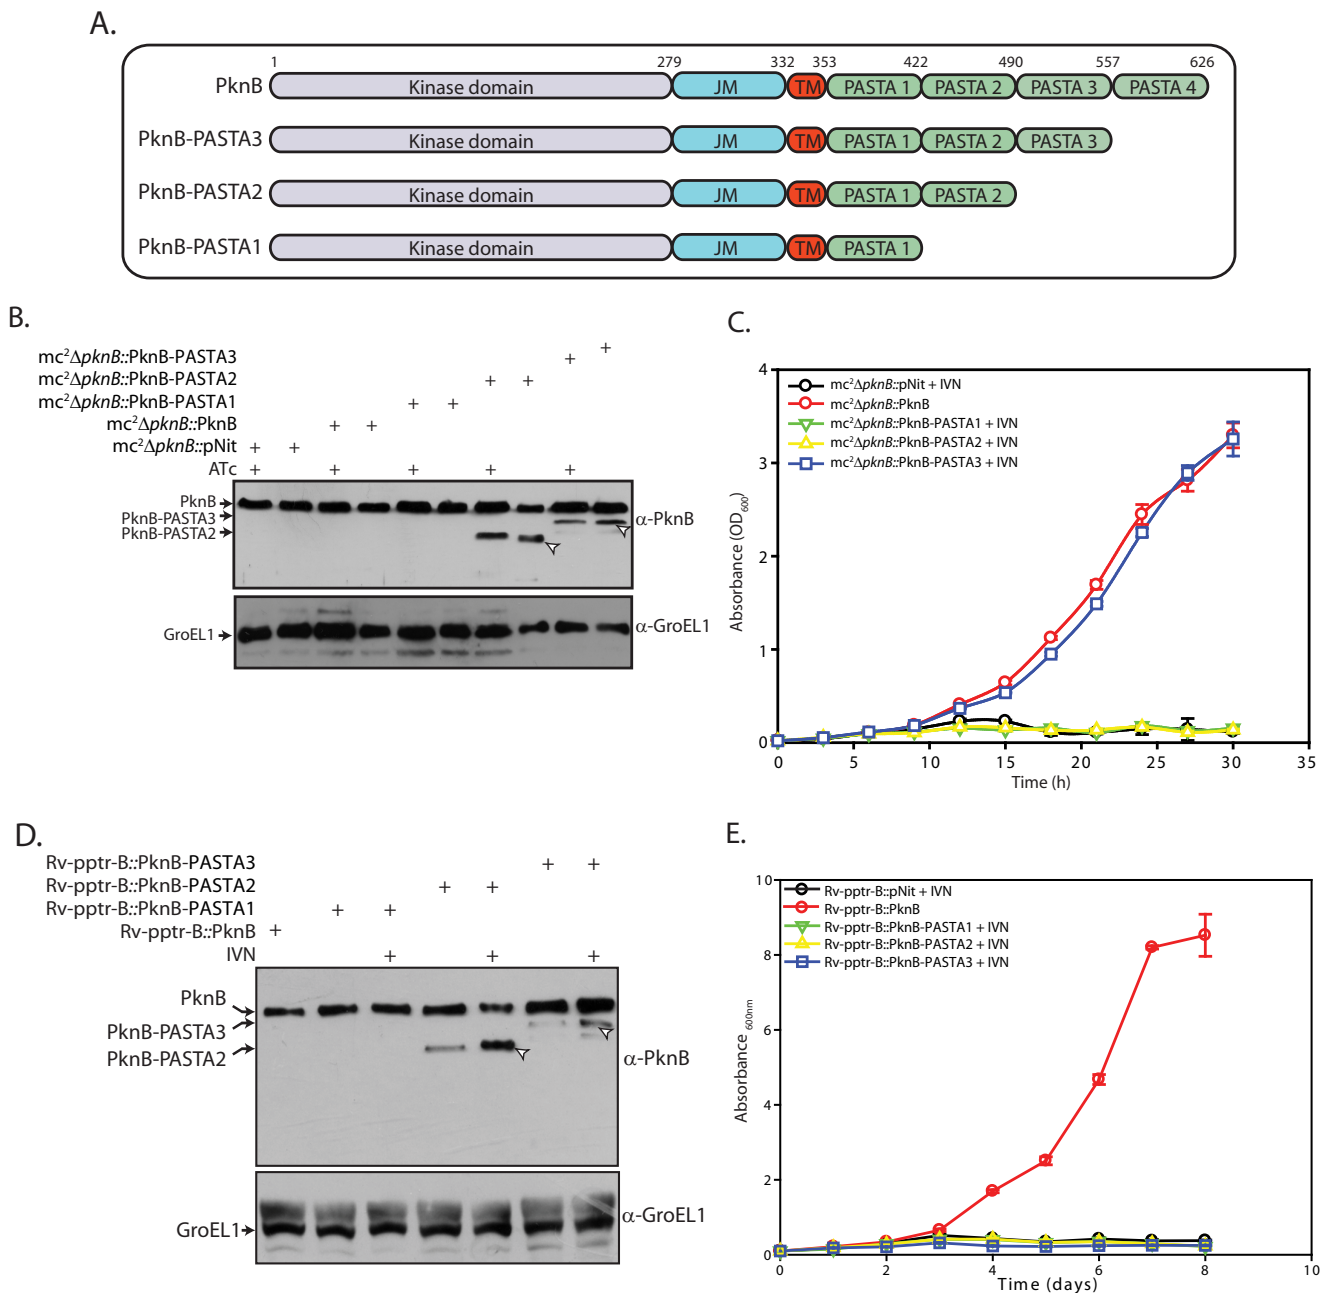 A.
1 279 332 353 422 490 557 626
PknB Kinase domain JM TM PASTA 1 PASTA 2 PASTA 3 PASTA 4
PknB-PASTA3 Kinase domain JM TM PASTA 1 PASTA 2 PASTA 3
PknB-PASTA2 Kinase domain JM TM PASTA 1 PASTA 2
PknB-PASTA1 Kinase domain JM TM PASTA 1
B.
mc²ΔpknB::PknB-PASTA3 + +
mc²ΔpknB::PknB-PASTA2 + +
mc²ΔpknB::PknB-PASTA1 + +
mc²ΔpknB::PknB + +
mc²ΔpknB::pNit + +
ATc + + + + +
PknB
PknB-PASTA3
PknB-PASTA2
α-PknB
GroEL1
α-GroEL1
C.
mc²ΔpknB::pNit + IVN
mc²ΔpknB::PknB
mc²ΔpknB::PknB-PASTA1 + IVN
mc²ΔpknB::PknB-PASTA2 + IVN
mc²ΔpknB::PknB-PASTA3 + IVN
Absorbance (OD600)
4
3
2
1
0
0 5 10 15 20 25 30 35
Time (h)
D.
Rv-pptr-B::PknB-PASTA3 + +
Rv-pptr-B::PknB-PASTA2 + +
Rv-pptr-B::PknB-PASTA1 + +
Rv-pptr-B::PknB +
IVN + + +
PknB
PknB-PASTA3
PknB-PASTA2
α-PknB
GroEL1
α-GroEL1
E.
Rv-pptr-B::pNit + IVN
Rv-pptr-B::PknB
Rv-pptr-B::PknB-PASTA1 + IVN
Rv-pptr-B::PknB-PASTA2 + IVN
Rv-pptr-B::PknB-PASTA3 + IVN
Absorbance 600nm
10
8
6
4
2
0
0 2 4 6 8 10
Time (days)